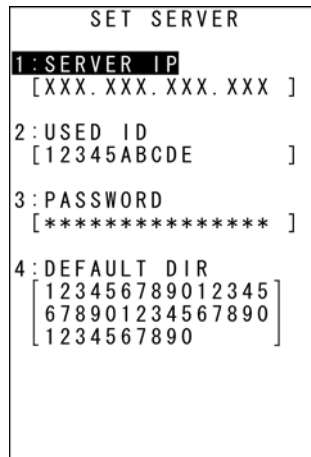 SET SERVER
1:SERVER IP
[XXX.XXX.XXX.XXX ]
2:USED ID
[12345ABCDE ]
3:PASSWORD
[*************** ]
4:DEFAULT DIR
[123456789012345
678901234567890
1234567890 ]